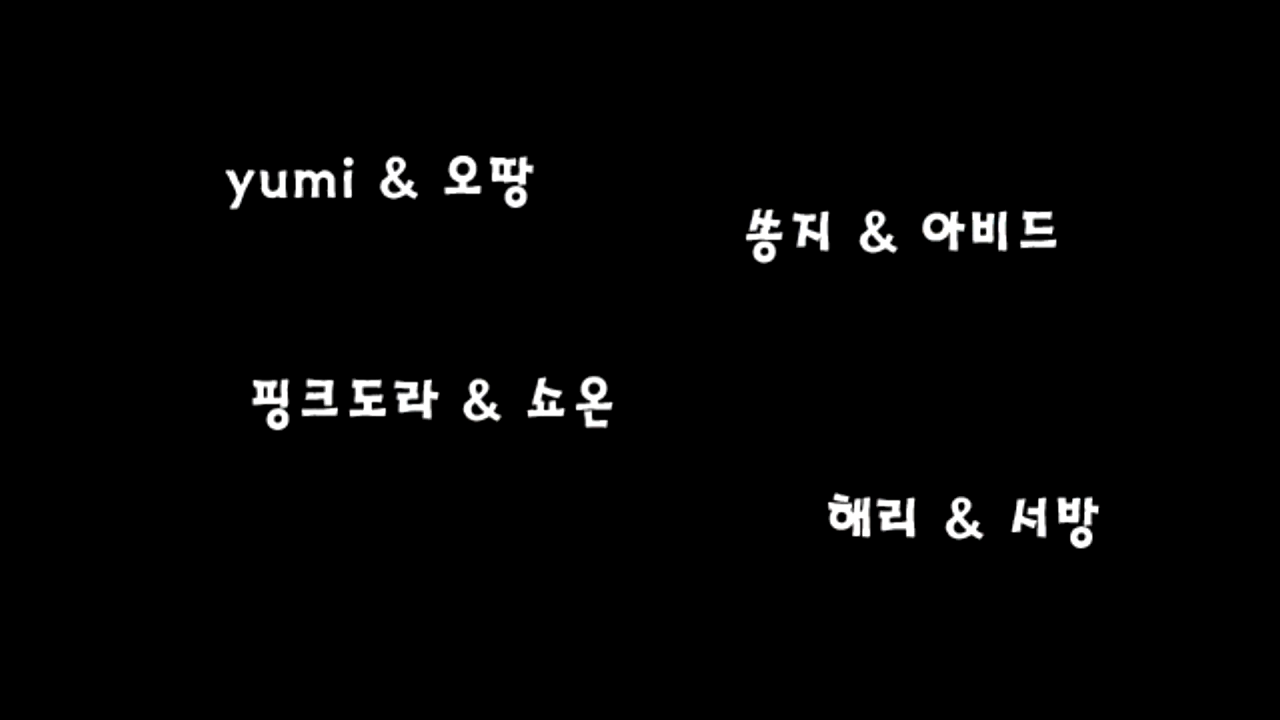 yumi & 오땅
쏭지 & 아비드
핑크도라 & 쇼온
해리 & 서방